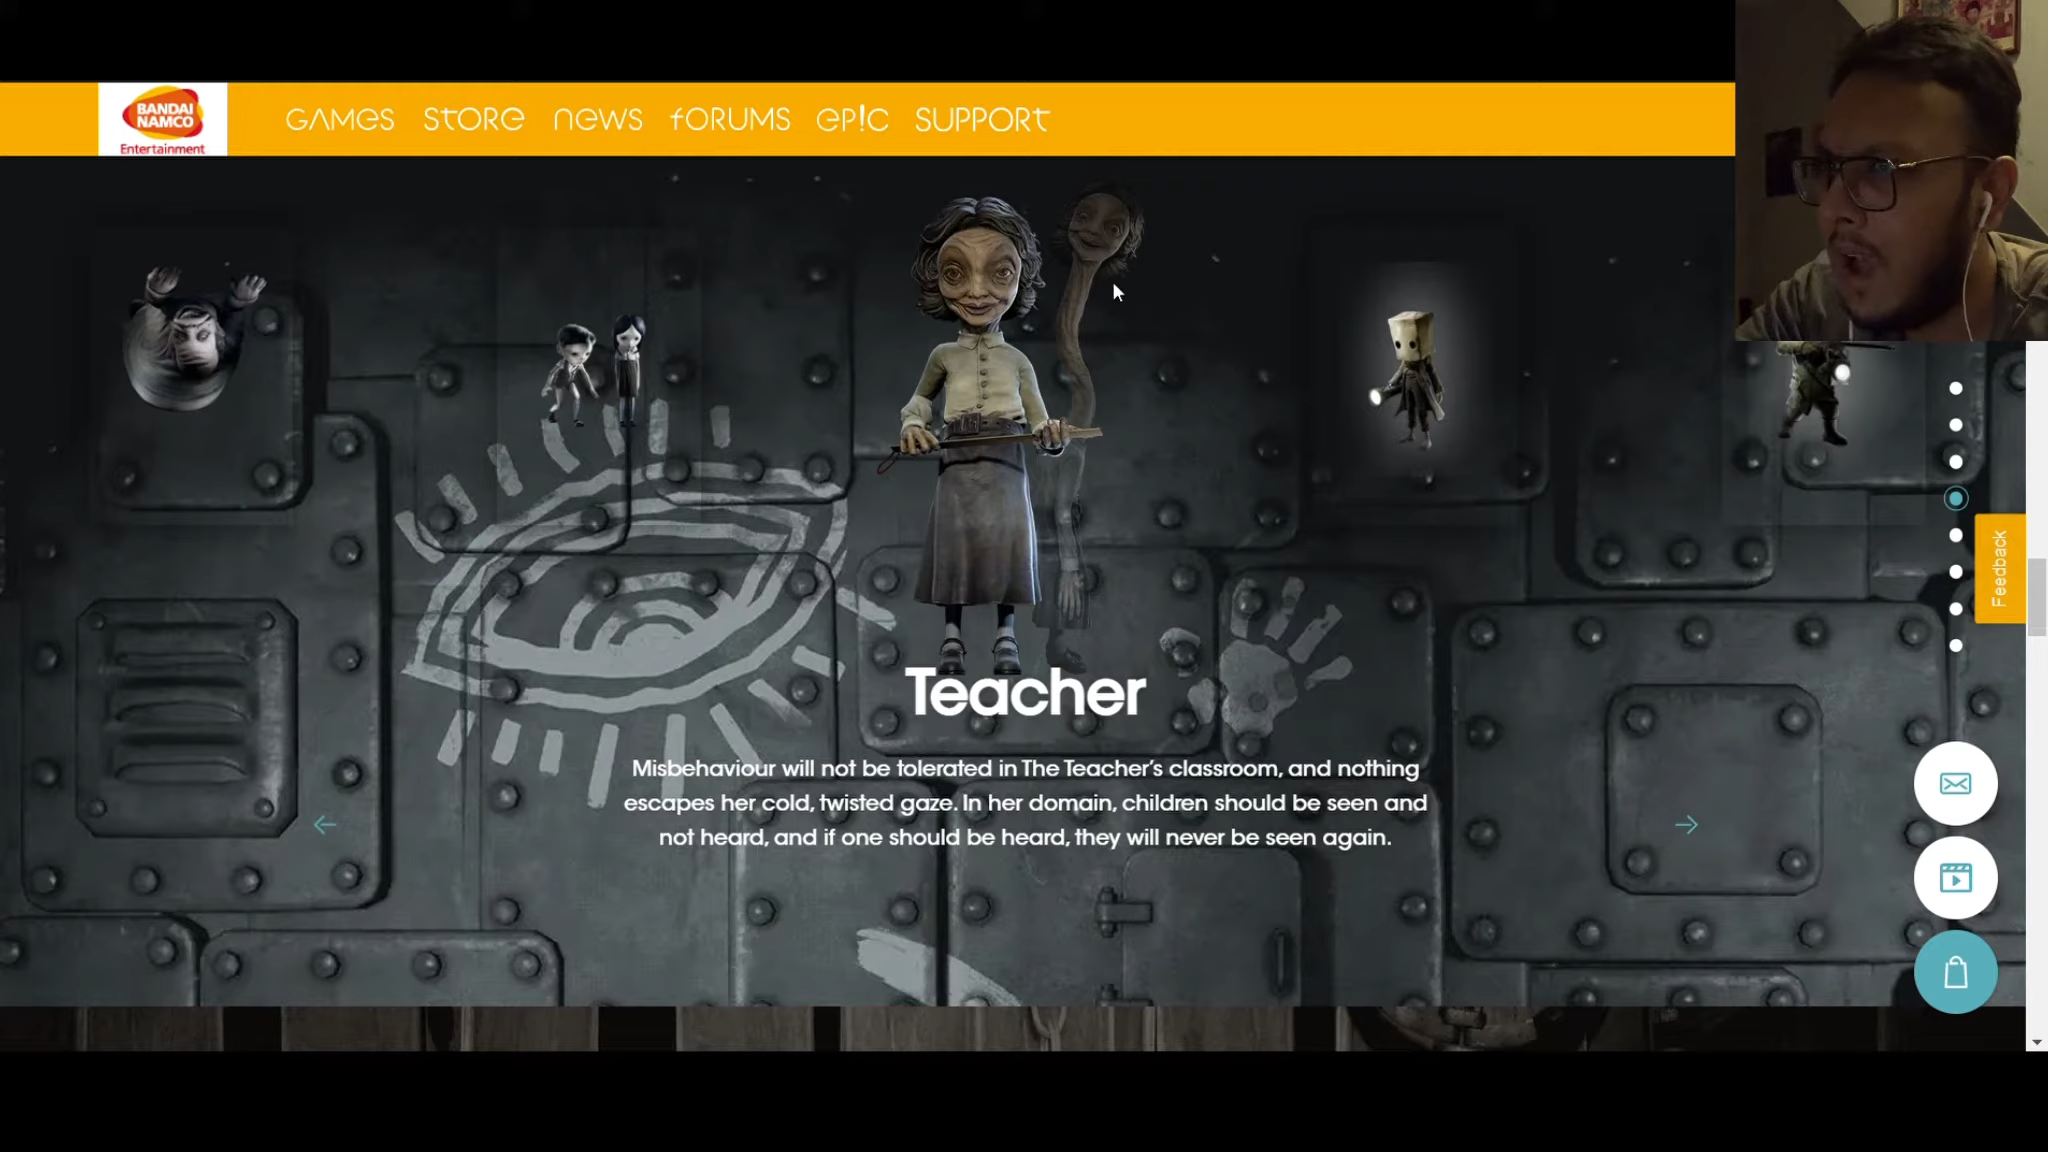 BANDAI
NAMCO
Entertainment
GAMES STORE NEWS FORUMS EP!C SUPPORT
Teacher
Misbehaviour will not be tolerated in The Teacher's classroom, and nothing
escapes her cold, twisted gaze. In her domain, children should be seen and
not heard, and if one should be heard, they will never be seen again.
Feedback